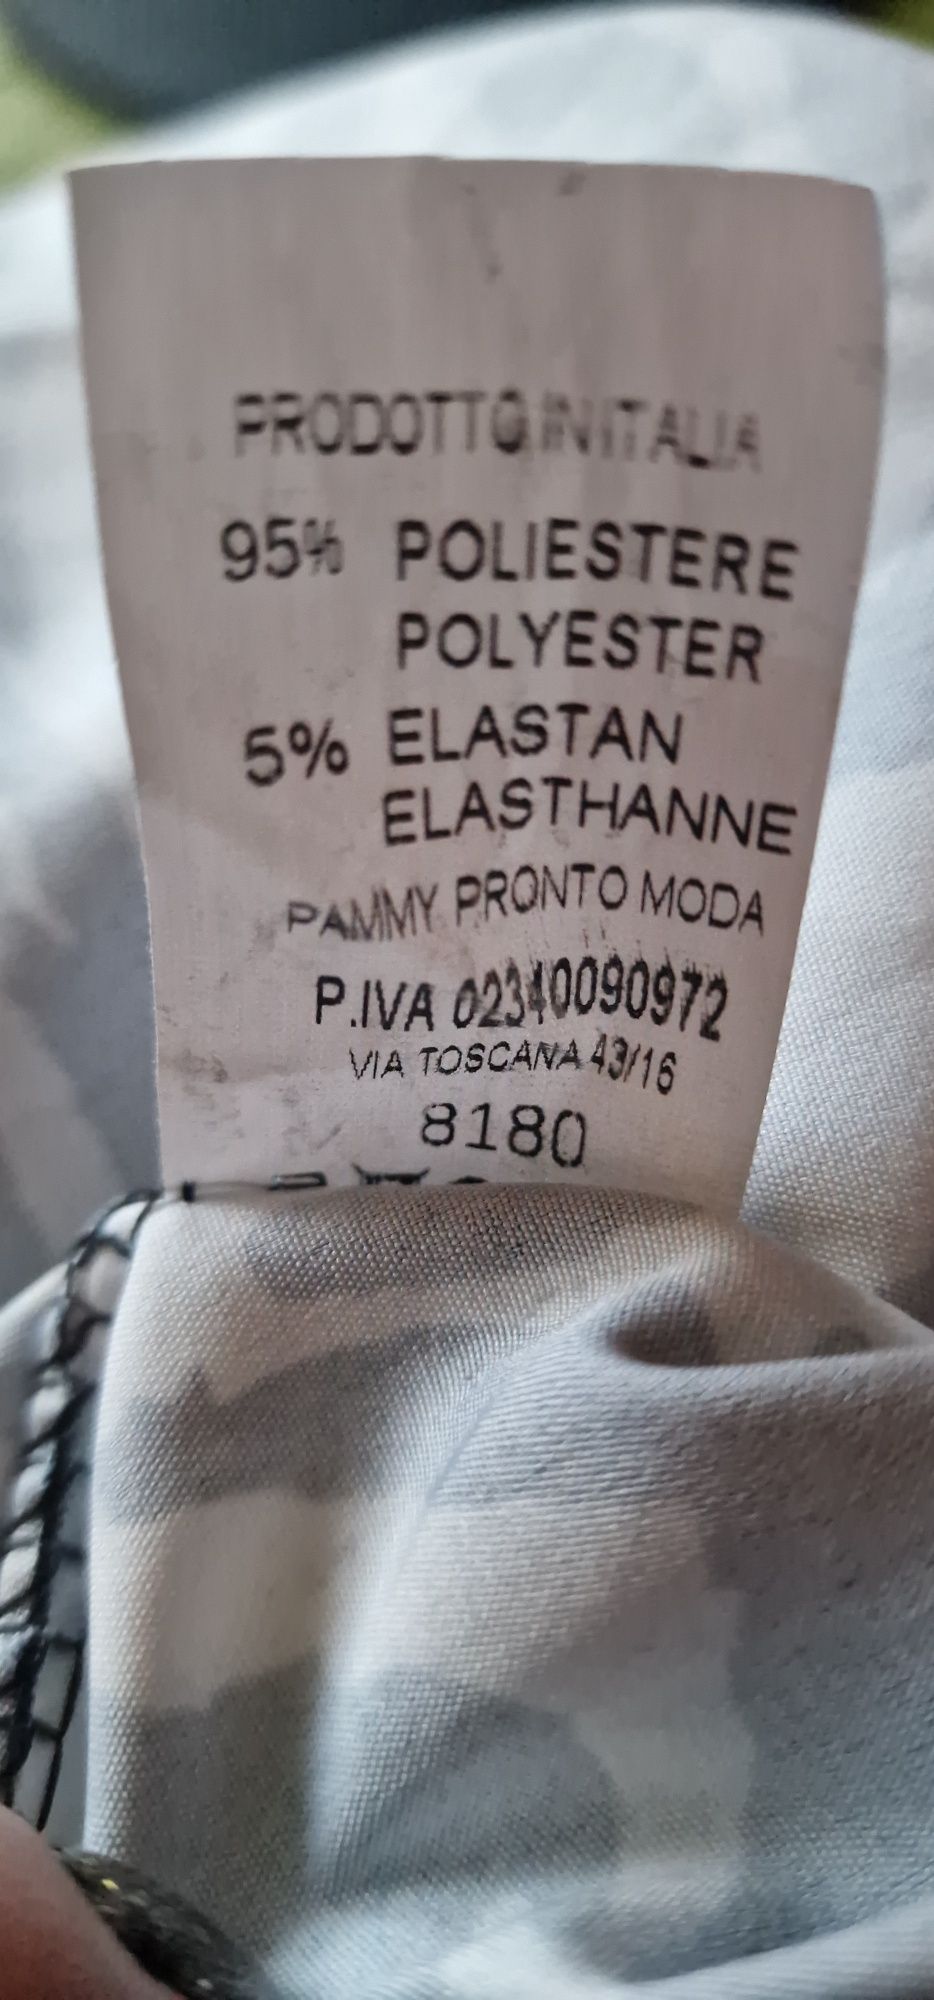 PRODOTTO IN ITALIA
95% POLIESTERE
POLYESTER
5% ELASTAN
ELASTHANNE
PAMMY PRONTO MODA
P.IVA 02340090972
VIA TOSCANA 43/16
8180